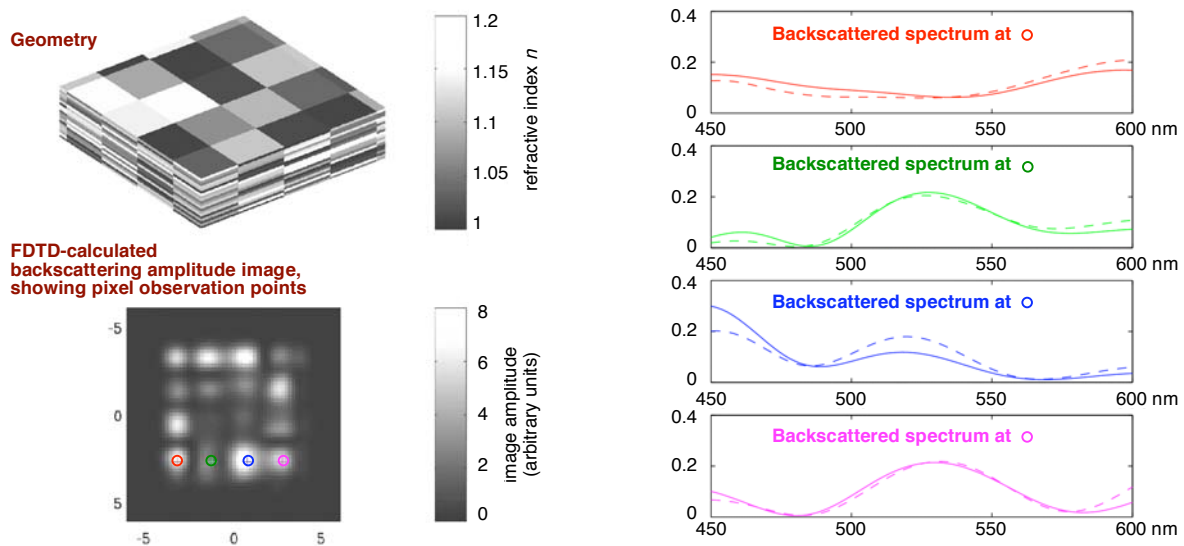 Geometry
1.2
1.15
1.1
1.05
1
refractive index n
FDTD-calculated
backscattering amplitude image,
showing pixel observation points
-5
0
5
-5
0
5
8
6
4
2
0
image amplitude
(arbitrary units)
0.4
0.2
0
Backscattered spectrum at
450
500
550
600 nm
0.4
0.2
0
Backscattered spectrum at
450
500
550
600 nm
0.4
0.2
0
Backscattered spectrum at
450
500
550
600 nm
0.4
0.2
0
Backscattered spectrum at
450
500
550
600 nm